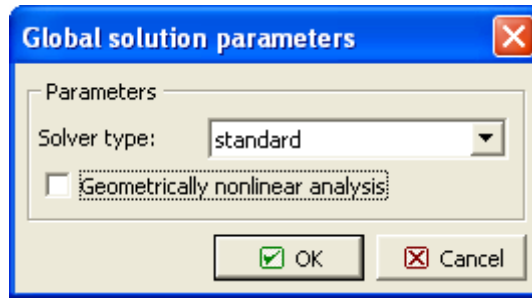 Global solution parameters
Parameters
Solver type: standard
Geometrically nonlinear analysis
OK Cancel